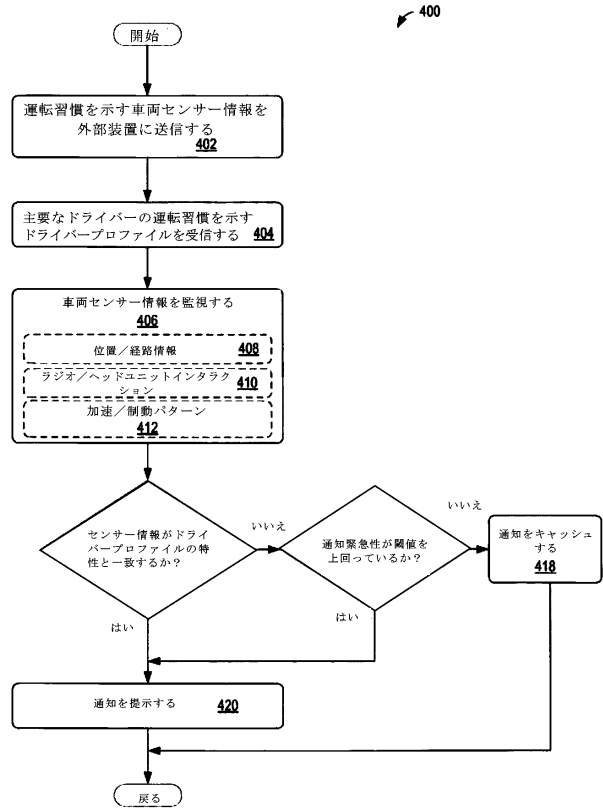 400
開始
運転習慣を示す車両センサー情報を
外部装置に送信する
402
主要なドライバーの運転習慣を示す
ドライバープロファイルを受信する 404
車両センサー情報を監視する
406
位置／経路情報 408
ラジオ／ヘッドユニットインタラク
ション 410
加速／制動パターン
412
センサー情報がドライ
バープロファイルの特
性と一致するか？
いいえ
はい
通知緊急性が閾値を
上回っているか？
いいえ
はい
通知をキャッシュ
する
418
通知を提示する 420
戻る